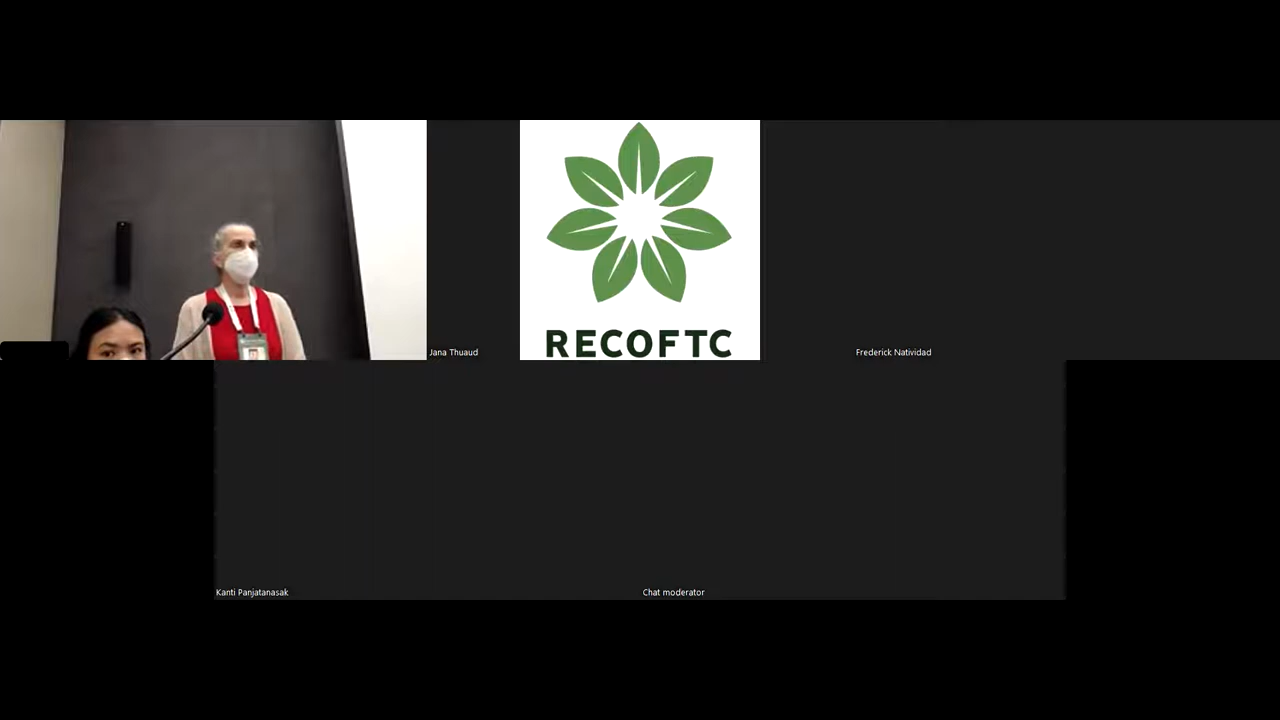 RECOFTC
Jana Thuaud
Frederick Natividad
Kanti Panjatanasak
Chat moderator